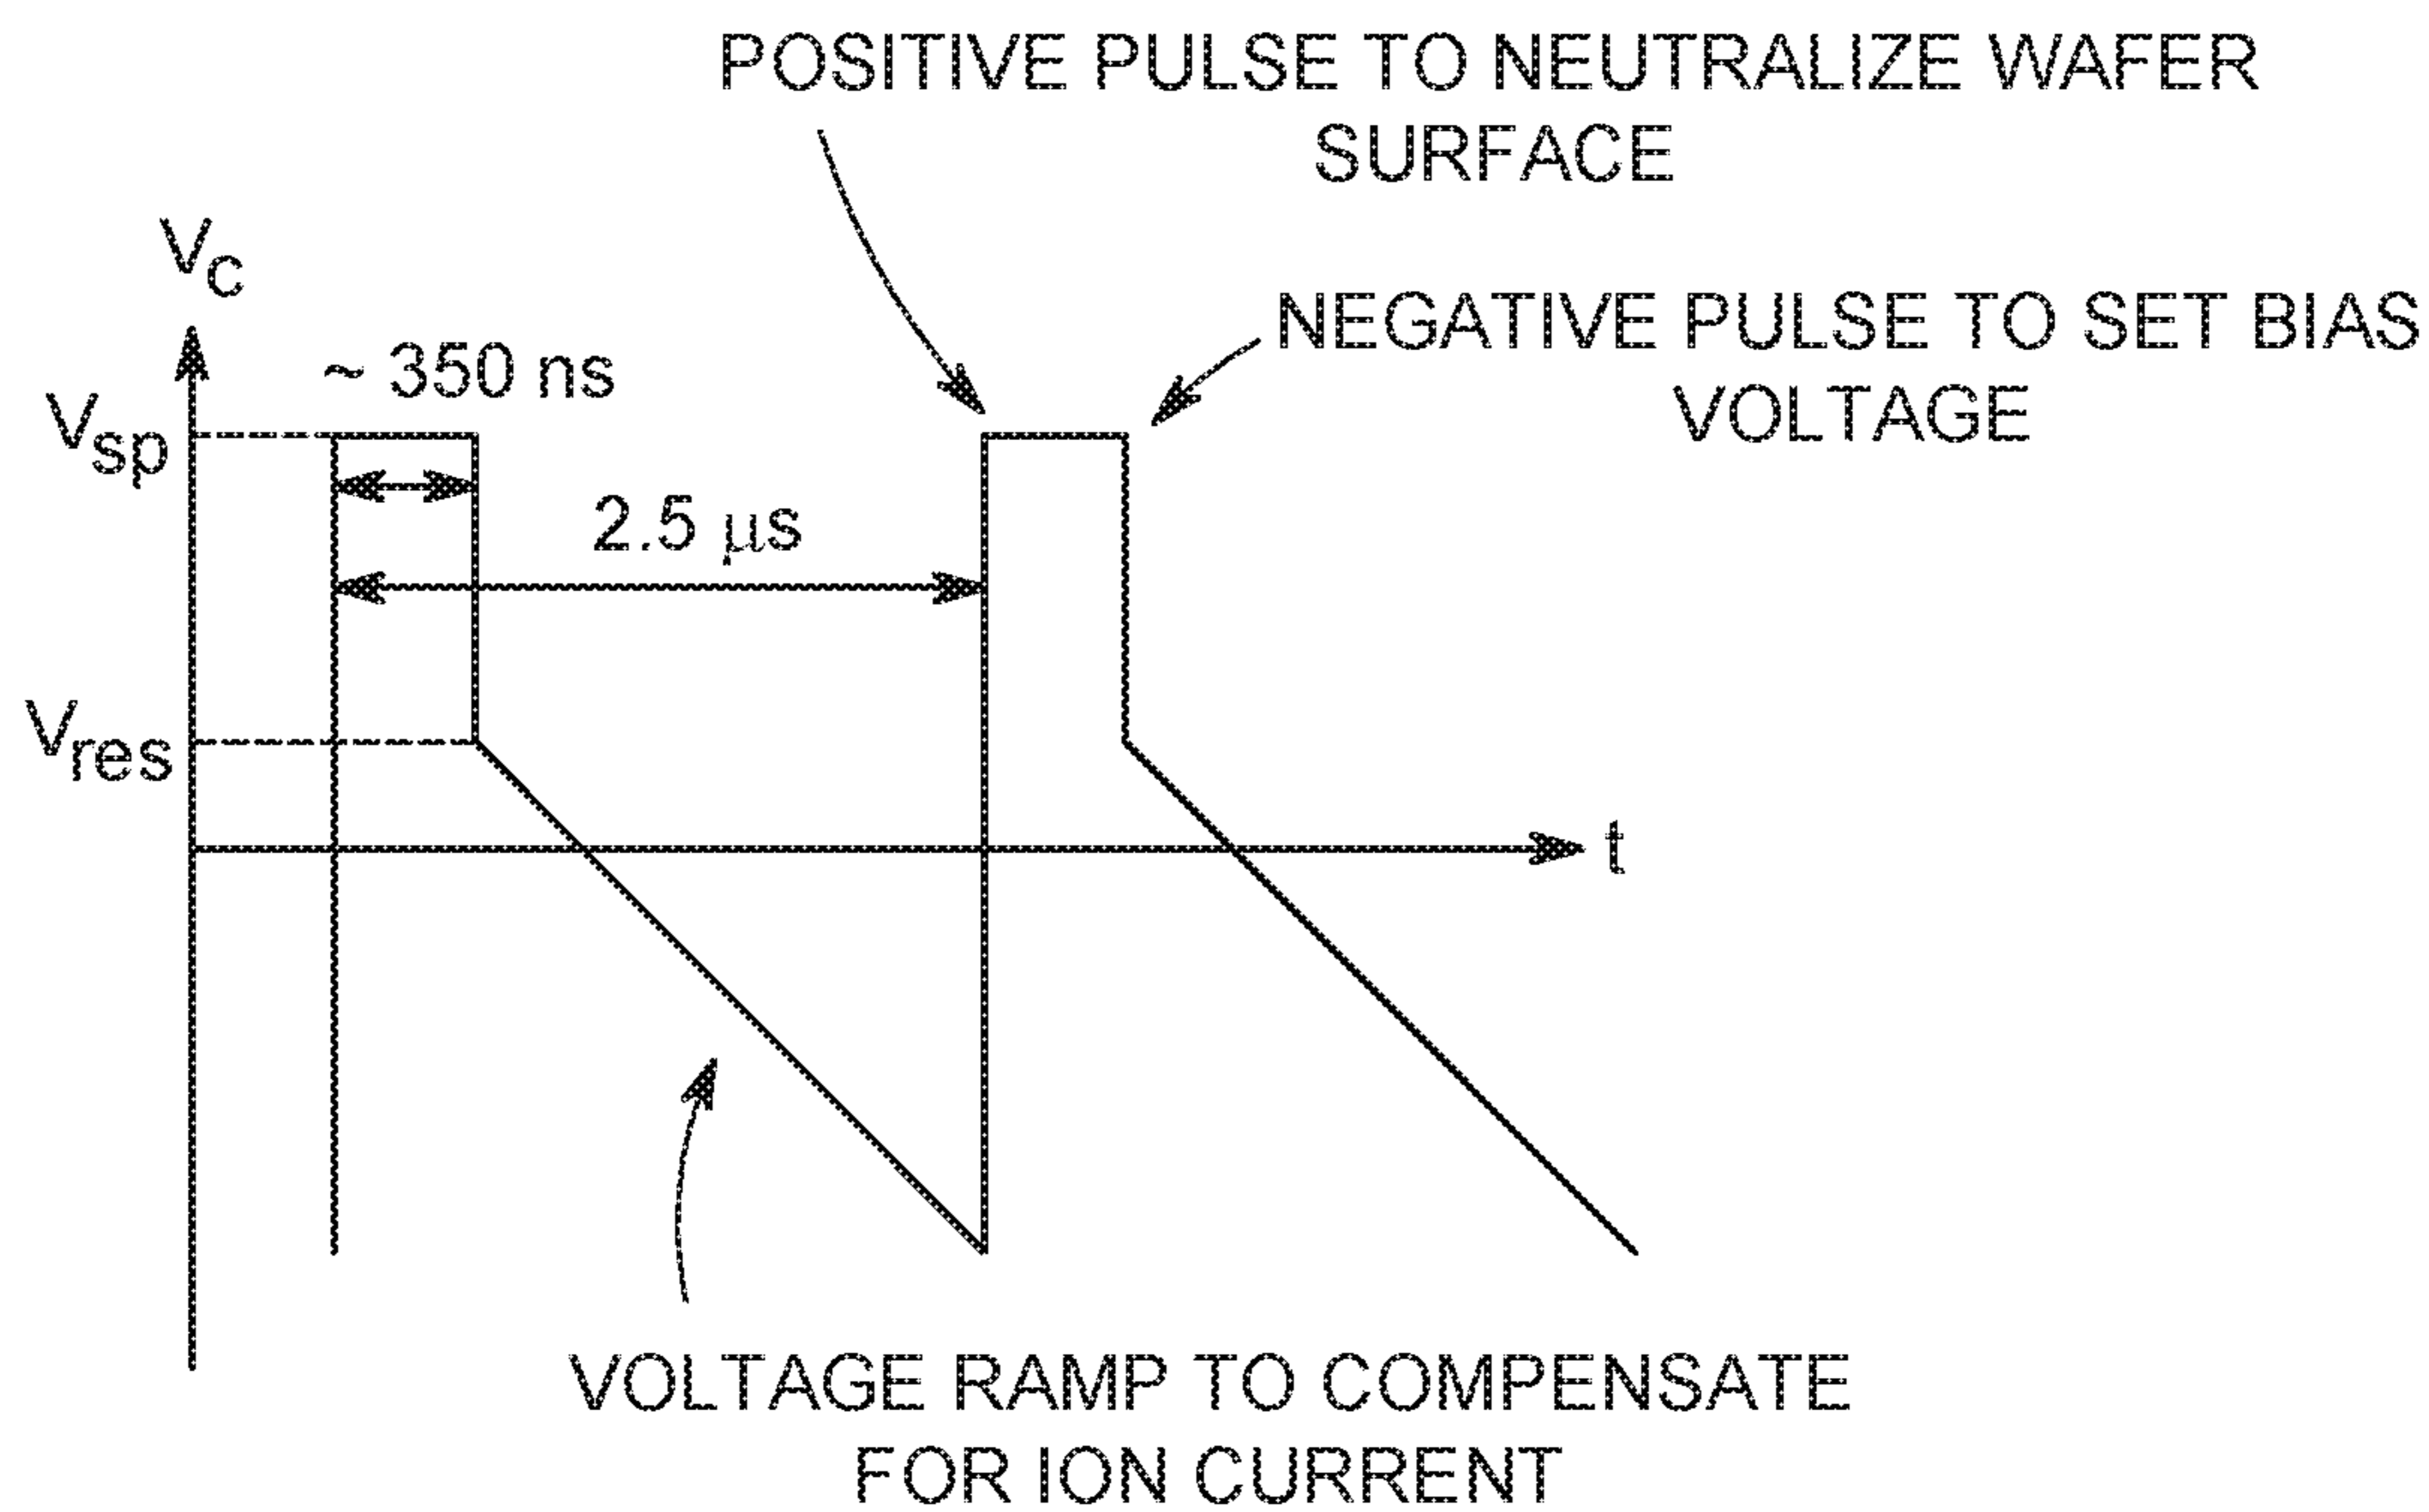 POSITIVE PULSE TO NEUTRALIZE WAFER
SURFACE
Vc
NEGATIVE PULSE TO SET BIAS
VOLTAGE
~ 350 ns
Vsp
2.5 μs
Vres
t
VOLTAGE RAMP TO COMPENSATE
FOR ION CURRENT